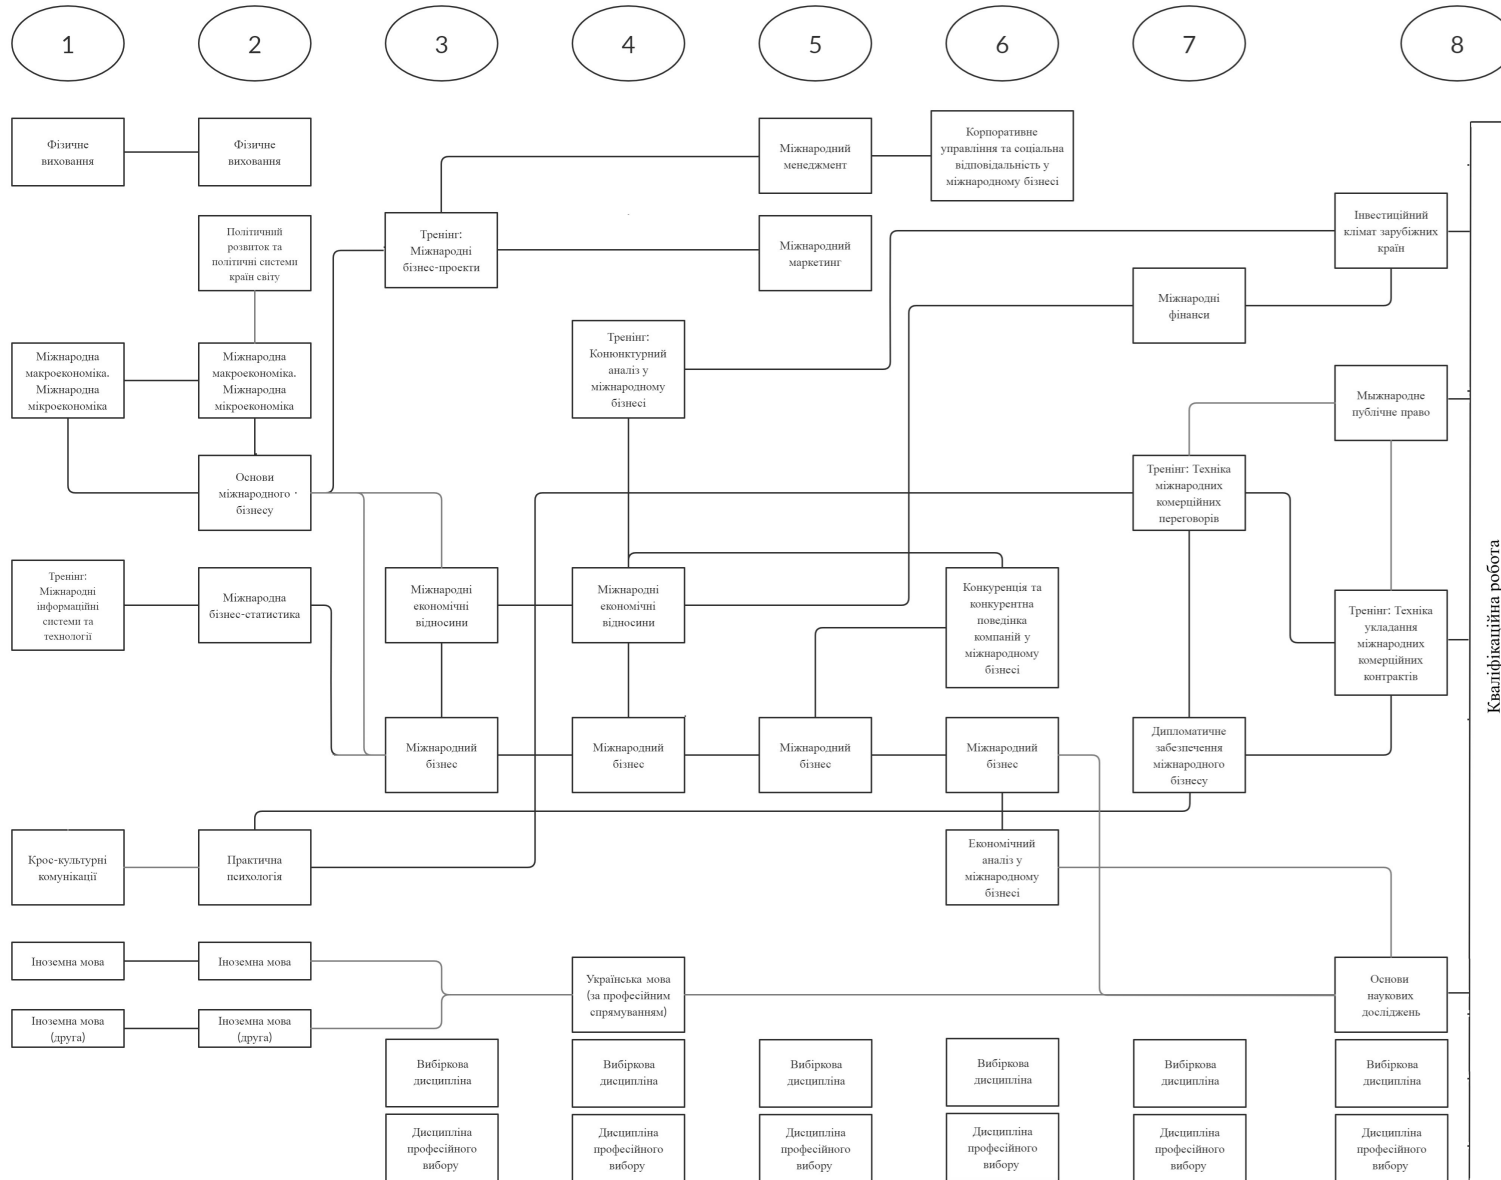 1
2
3
4
5
6
7
8
Фізичне
виховання
Фізичне
виховання
Міжнародний
менеджмент
Корпоративне
управління та соціальна
відповідальність у
міжнародному бізнесі
Політичний
розвиток та
політичні системи
країн світу
Тренінг:
Міжнародні
бізнес-проекти
Міжнародний
маркетинг
Інвестиційний
клімат зарубіжних
країн
Міжнародні
фінанси
Міжнародна
макроекономіка.
Міжнародна
мікроекономіка
Міжнародна
макроекономіка.
Міжнародна
мікроекономіка
Тренінг:
Конюнктурний
аналіз у
міжнародному
бізнесі
Мыжнародне
публічне право
Основи
міжнародного
бізнесу
Тренінг: Техніка
міжнародних
комерційних
переговорів
Тренінг:
Міжнародні
інформаційні
системи та
технології
Міжнародна
бізнес-статистика
Міжнародні
економічні
відносини
Міжнародні
економічні
відносини
Конкуренція та
конкурентна
поведінка
компаній у
міжнародному
бізнесі
Тренінг: Техніка
укладання
міжнародних
комерційних
контрактів
Кваліфікаційна робота
Міжнародний
бізнес
Міжнародний
бізнес
Міжнародний
бізнес
Міжнародний
бізнес
Дипломатичне
забезпечення
міжнародного
бізнесу
Крос-культурні
комунікації
Практична
психологія
Економічний
аналіз у
міжнародному
бізнесі
Іноземна мова
Іноземна мова
Українська мова
(за професійним
спрямуванням)
Основи
наукових
досліджень
Іноземна мова
(друга)
Іноземна мова
(друга)
Вибіркова
дисципліна
Вибіркова
дисципліна
Вибіркова
дисципліна
Вибіркова
дисципліна
Вибіркова
дисципліна
Вибіркова
дисципліна
Дисципліна
професійного
вибору
Дисципліна
професійного
вибору
Дисципліна
професійного
вибору
Дисципліна
професійного
вибору
Дисципліна
професійного
вибору
Дисципліна
професійного
вибору